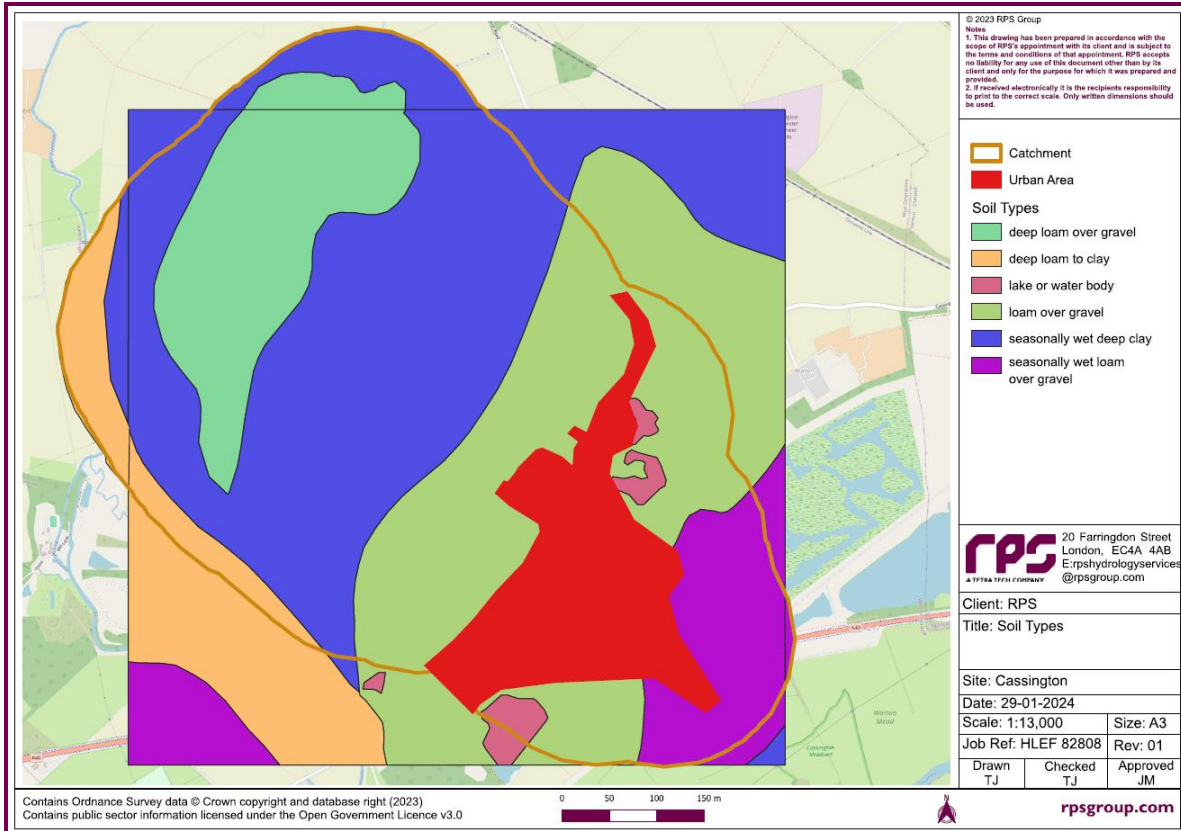 © 2023 RPS Group
Notes
1. This drawing has been prepared in accordance with the
scope of RPS's appointment with its client and is subject to
the terms and conditions of that appointment. RPS accepts
no liability for any use of this document other than by its
client and only for the purpose for which it was prepared and
provided.
2. If received electronically it is the recipients responsibility
to print to the correct scale. Only written dimensions should
be used.
Catchment
Urban Area
Soil Types
deep loam over gravel
deep loam to clay
lake or water body
loam over gravel
seasonally wet deep clay
seasonally wet loam
over gravel
rps
A TETRA TECH COMPANY
20 Farringdon Street
London, EC4A 4AB
E:rpshydrologyservices
@rpsgroup.com
Client: RPS
Title: Soil Types
Site: Cassington
Date: 29-01-2024
Scale: 1:13,000
Size: A3
Job Ref: HLEF 82808
Rev: 01
Drawn
TJ
Checked
TJ
Approved
JM
A40
A40
Cassington
Meadows
Contains Ordnance Survey data © Crown copyright and database right (2023)
Contains public sector information licensed under the Open Government Licence v3.0
0 50 100 150 m
N
rpsgroup.com